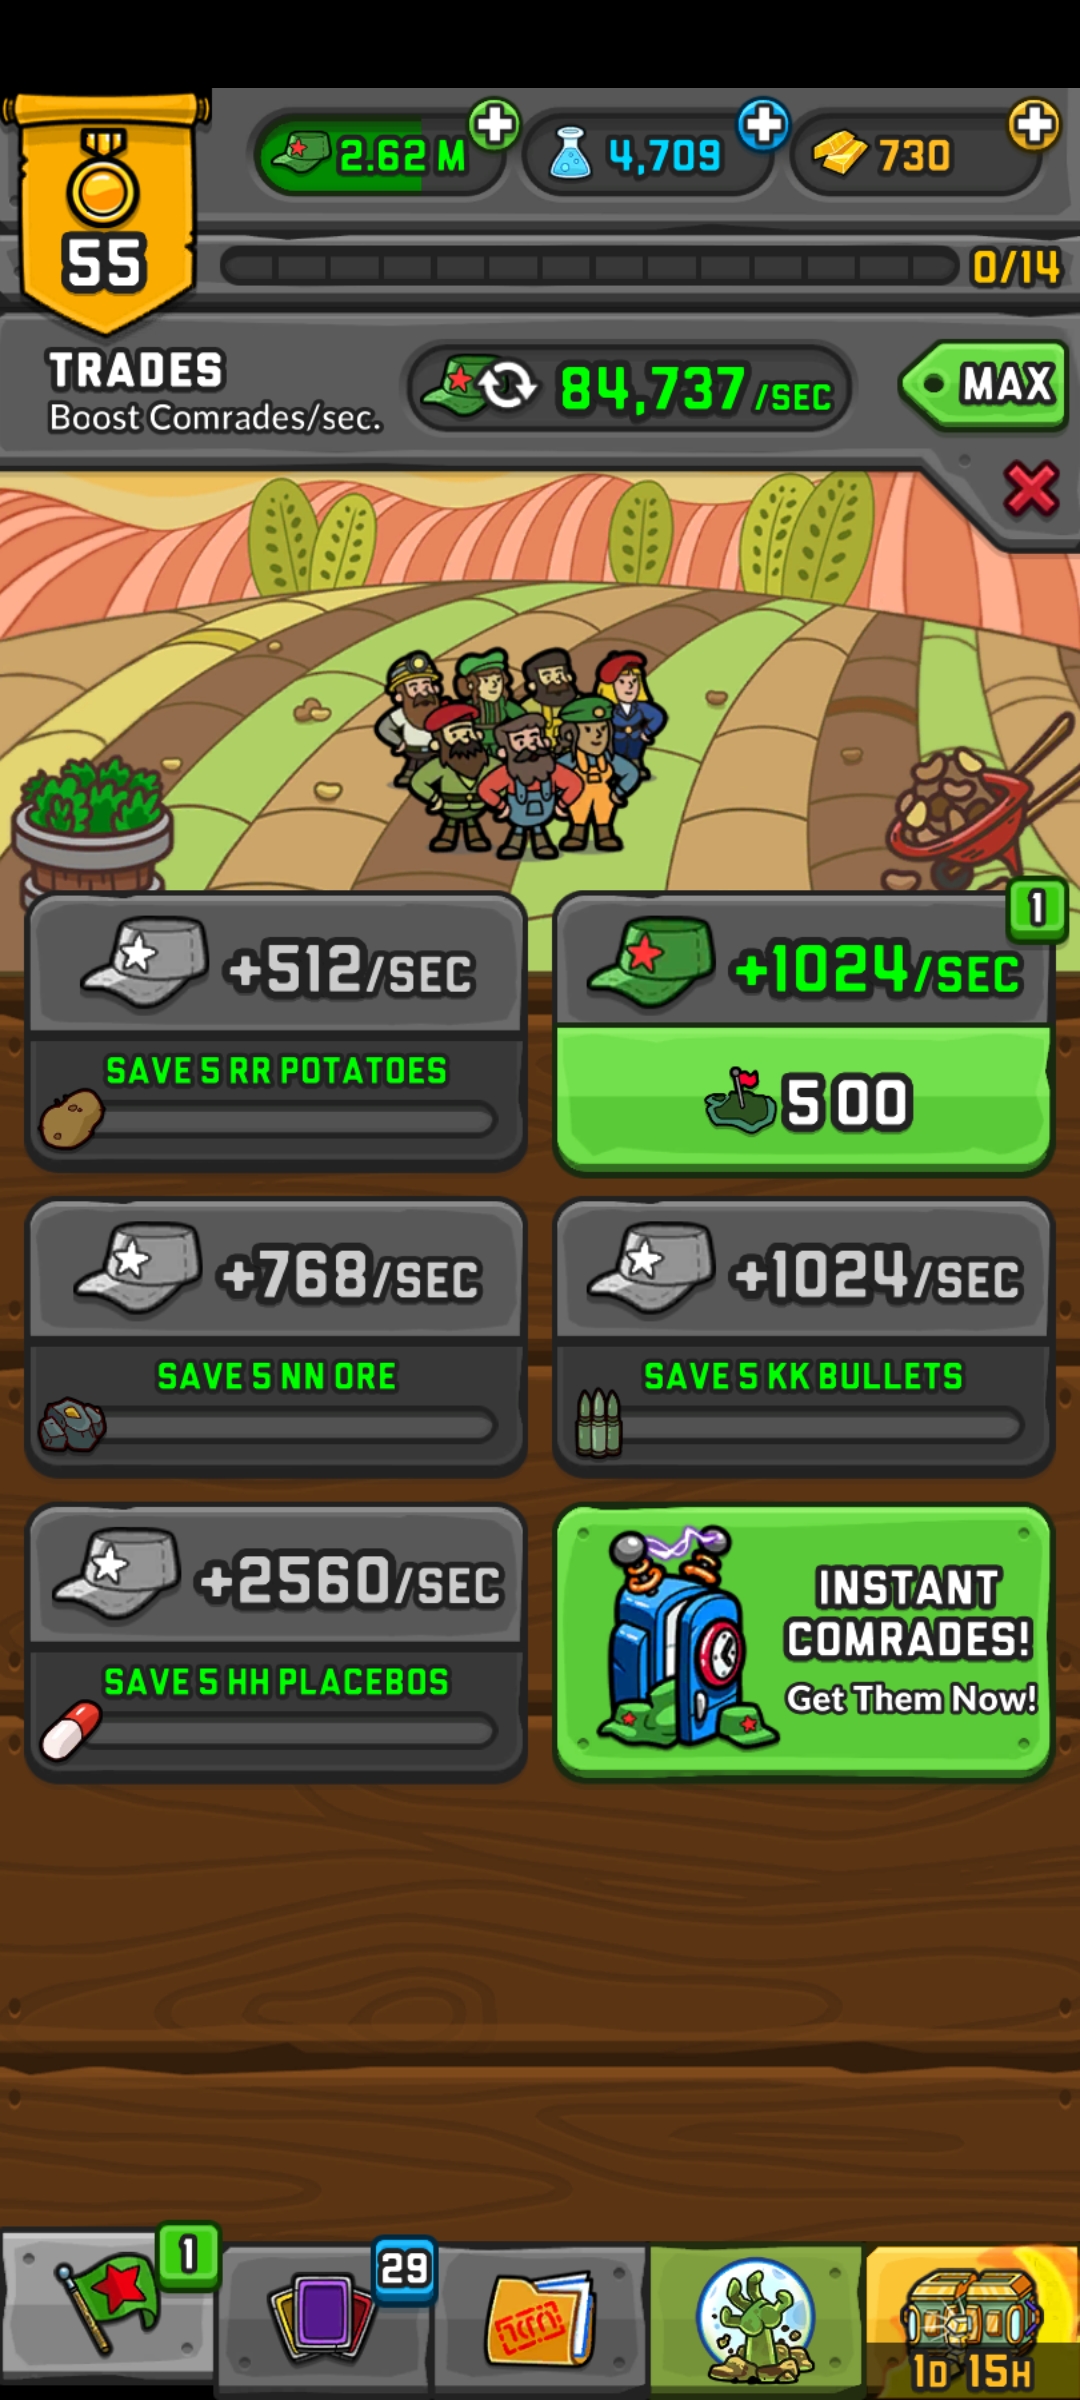 55
2.62 M
4,709
730
0/14
TRADES
Boost Comrades/sec.
84,737/SEC
MAX
+512/SEC
SAVE 5 RR POTATOES
1
+1024/SEC
500
+768/SEC
SAVE 5 NN ORE
+1024/SEC
SAVE 5 KK BULLETS
+2560/SEC
SAVE 5 HH PLACEBOS
INSTANT
COMRADES!
Get Them Now!
1
29
1D 15H